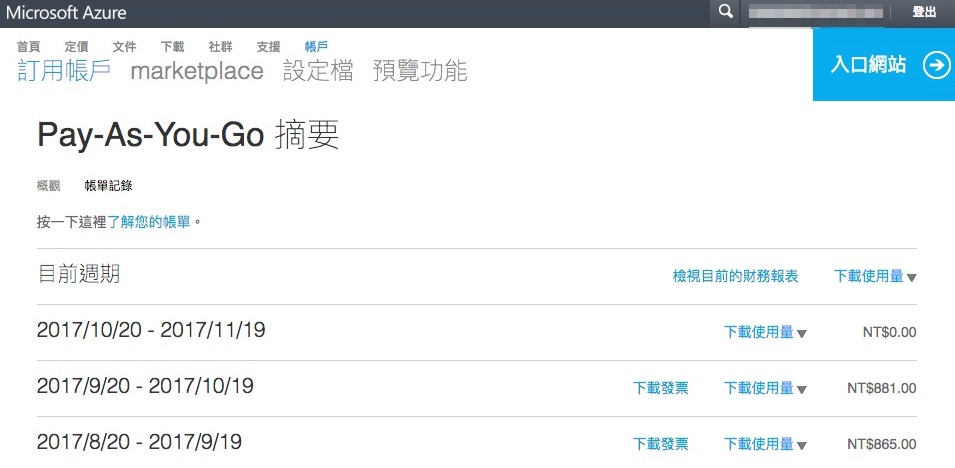 Microsoft Azure 登出
首頁 定價 文件 下載 社群 支援 帳戶
訂用帳戶 marketplace 設定檔 預覽功能
入口網站
Pay-As-You-Go 摘要
概觀 帳單記錄
按一下這裡了解您的帳單。
目前週期 檢視目前的財務報表 下載使用量
2017/10/20 - 2017/11/19 下載使用量 NT$0.00
2017/9/20 - 2017/10/19 下載發票 下載使用量 NT$881.00
2017/8/20 - 2017/9/19 下載發票 下載使用量 NT$865.00